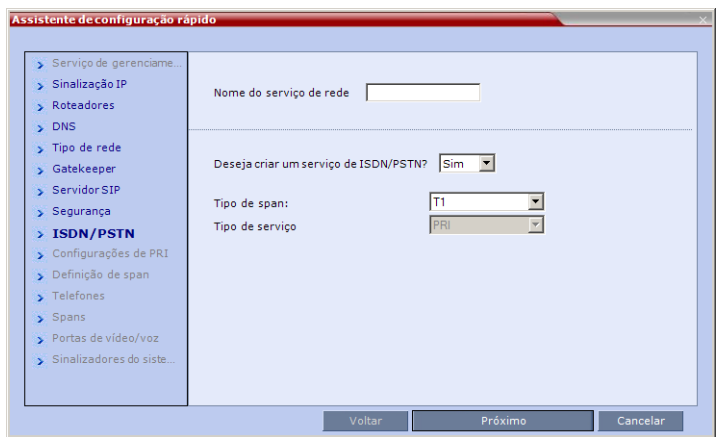 Assistente de configuração rápido
Serviço de gerenciame...
Sinalização IP
Roteadores
DNS
Tipo de rede
Gatekeeper
Servidor SIP
Segurança
ISDN/PSTN
Configurações de PRI
Definição de span
Telefones
Spans
Portas de vídeo/voz
Sinalizadores do siste...
Nome do serviço de rede
Deseja criar um serviço de ISDN/PSTN? Sim
Tipo de span: T1
Tipo de serviço PRI
Voltar Próximo Cancelar